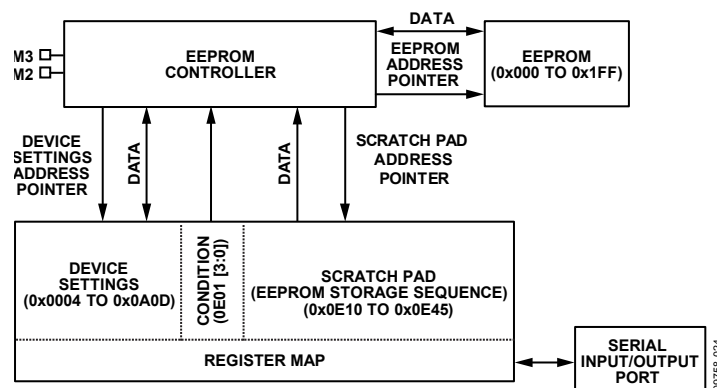 DATA
M3
M2
EEPROM
CONTROLLER
EEPROM
ADDRESS
POINTER
EEPROM
(0x000 TO 0x1FF)
DEVICE
SETTINGS
ADDRESS
POINTER
DATA
DATA
SCRATCH PAD
ADDRESS
POINTER
DEVICE
SETTINGS
(0x0004 TO 0x0A0D)
CONDITION
(0E01 [3:0])
SCRATCH PAD
(EEPROM STORAGE SEQUENCE)
(0x0E10 TO 0x0E45)
REGISTER MAP
SERIAL
INPUT/OUTPUT
PORT